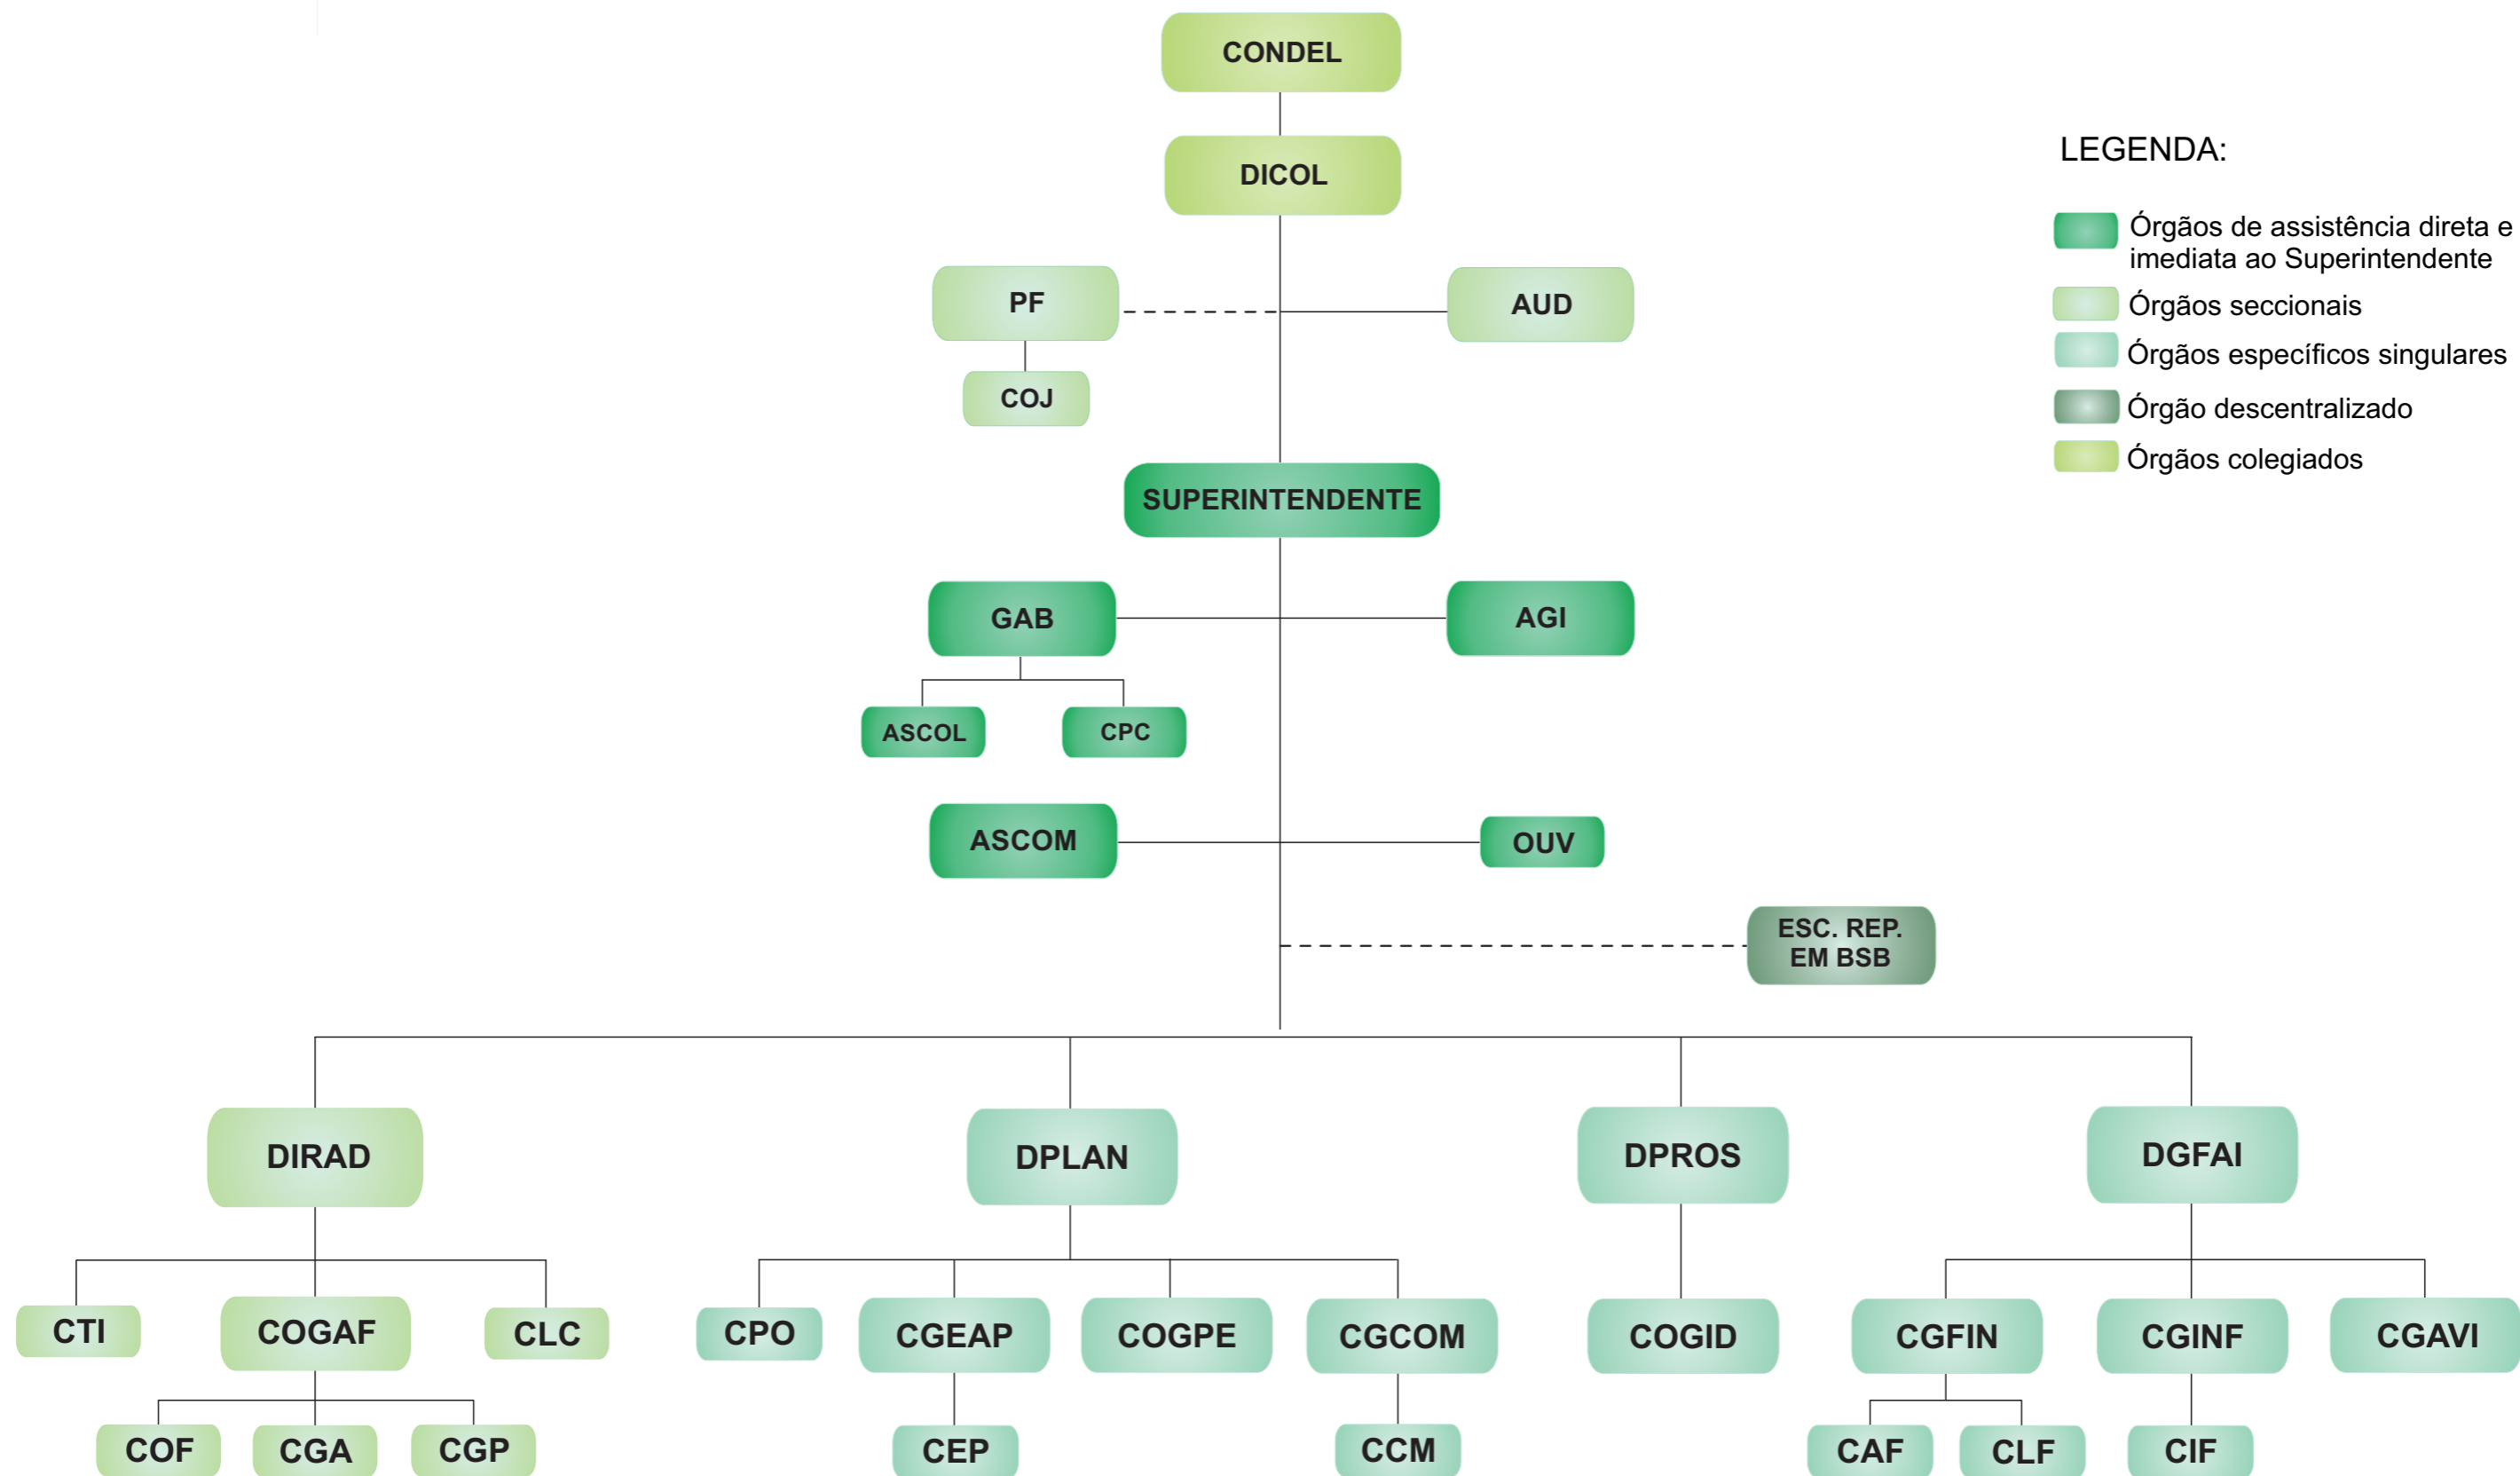 CONDEL
DICOL
LEGENDA:
Órgãos de assistência direta e
imediata ao Superintendente
Órgãos seccionais
Órgãos específicos singulares
Órgão descentralizado
Órgãos colegiados
PF
AUD
COJ
SUPERINTENDENTE
GAB
AGI
ASCOL
CPC
ASCOM
OUV
ESC. REP.
EM BSB
DIRAD
DPLAN
DPROS
DGFAI
CTI
COGAF
CLC
CPO
CGEAP
COGPE
CGCOM
COGID
CGFIN
CGINF
CGAVI
COF
CGA
CGP
CEP
CCM
CAF
CLF
CIF